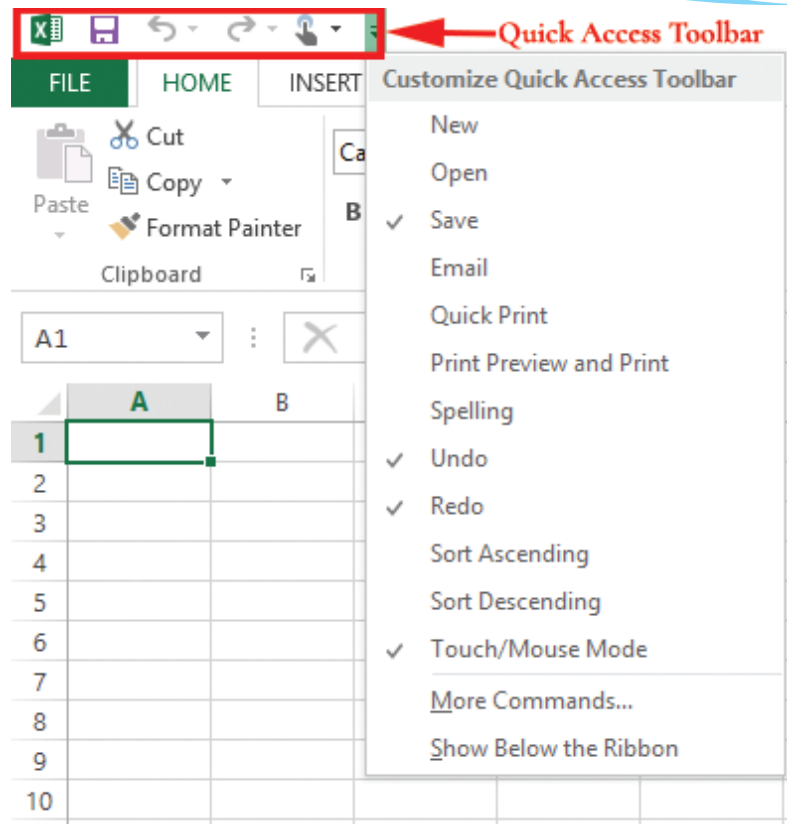 Quick Access Toolbar
FILE HOME INSERT
Customize Quick Access Toolbar
New
Open
Save
Email
Quick Print
Print Preview and Print
Spelling
Undo
Redo
Sort Ascending
Sort Descending
Touch/Mouse Mode
More Commands...
Show Below the Ribbon
Cut
Copy
Paste
Format Painter
Clipboard
Ca
B
A1
A B
1
2
3
4
5
6
7
8
9
10